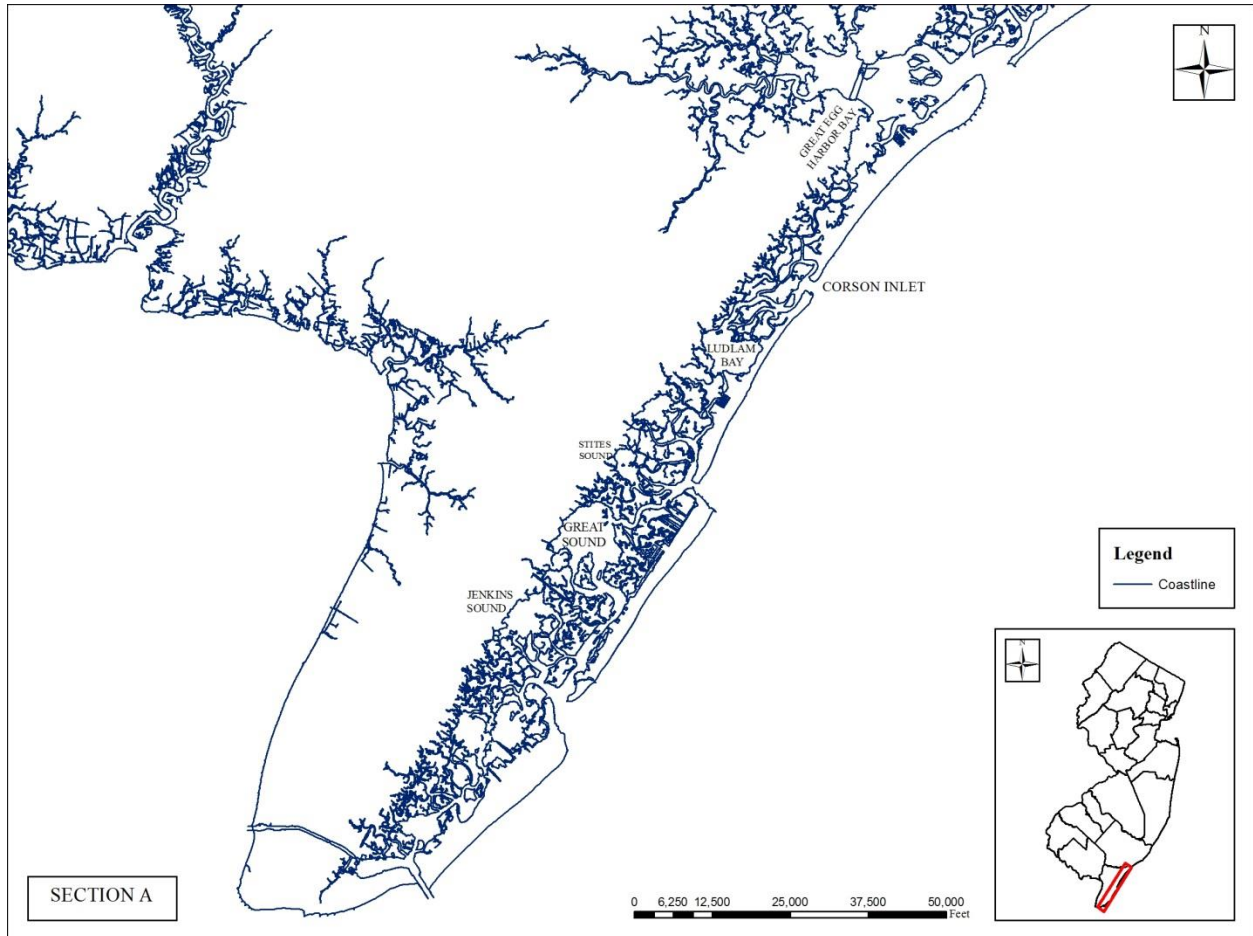 N
GREAT EGG
HARBOR BAY
CORSON INLET
LUDLAM
BAY
STITES
SOUND
GREAT
SOUND
JENKINS
SOUND
Legend
Coastline
N
SECTION A
0 6,250 12,500 25,000 37,500 50,000
Feet